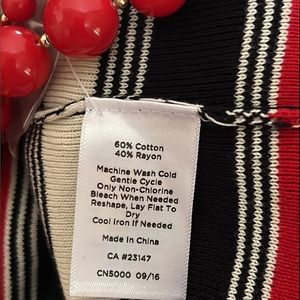 60% Cotton
40% Rayon
Machine Wash Cold
Gentle Cycle
Only Non-Chlorine
Bleach When Needed
Reshape, Lay Flat To
Dry
Cool Iron If Needed
Made In China
CA #23147
CN5000 09/16